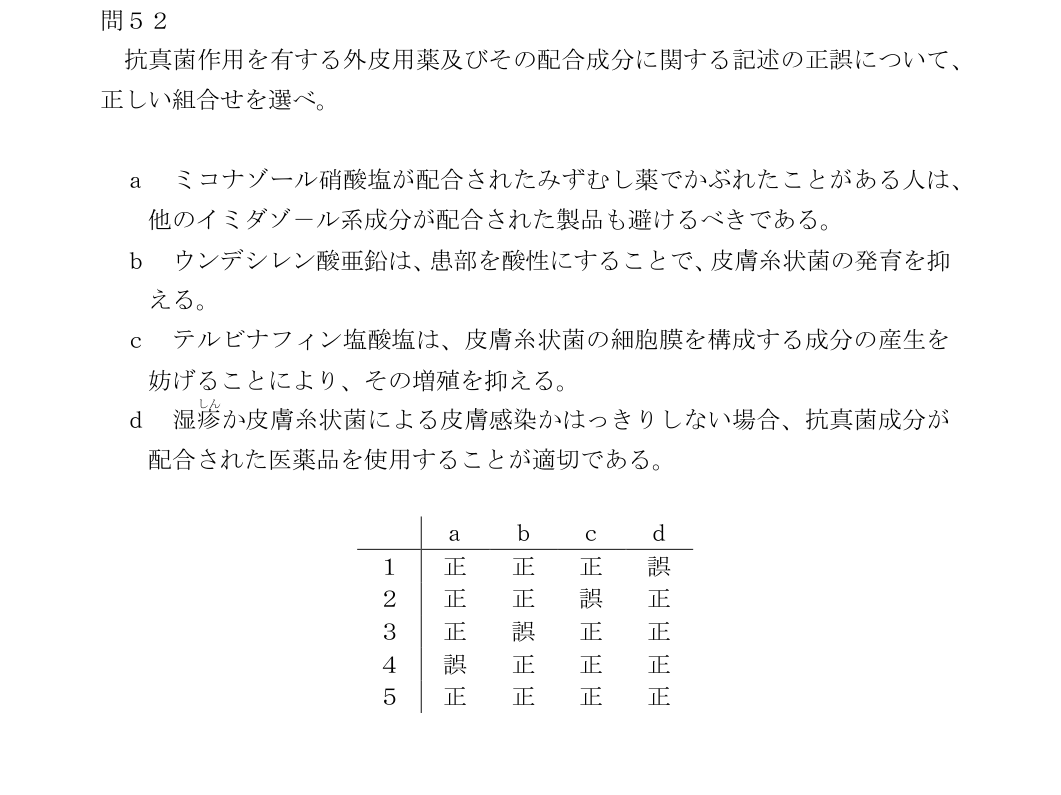 問５２
抗真菌作用を有する外皮用薬及びその配合成分に関する記述の正誤について、
正しい組合せを選べ。
a　ミコナゾール硝酸塩が配合されたみずむし薬でかぶれたことがある人は、
他のイミダゾ－ル系成分が配合された製品も避けるべきである。
b　ウンデシレン酸亜鉛は、患部を酸性にすることで、皮膚糸状菌の発育を抑
える。
c　テルビナフィン塩酸塩は、皮膚糸状菌の細胞膜を構成する成分の産生を
妨げることにより、その増殖を抑える。
しん
d　湿疹か皮膚糸状菌による皮膚感染かはっきりしない場合、抗真菌成分が
配合された医薬品を使用することが適切である。
a b c d
1 正 正 正 誤
2 正 正 誤 正
3 正 誤 正 正
4 誤 正 正 正
5 正 正 正 正